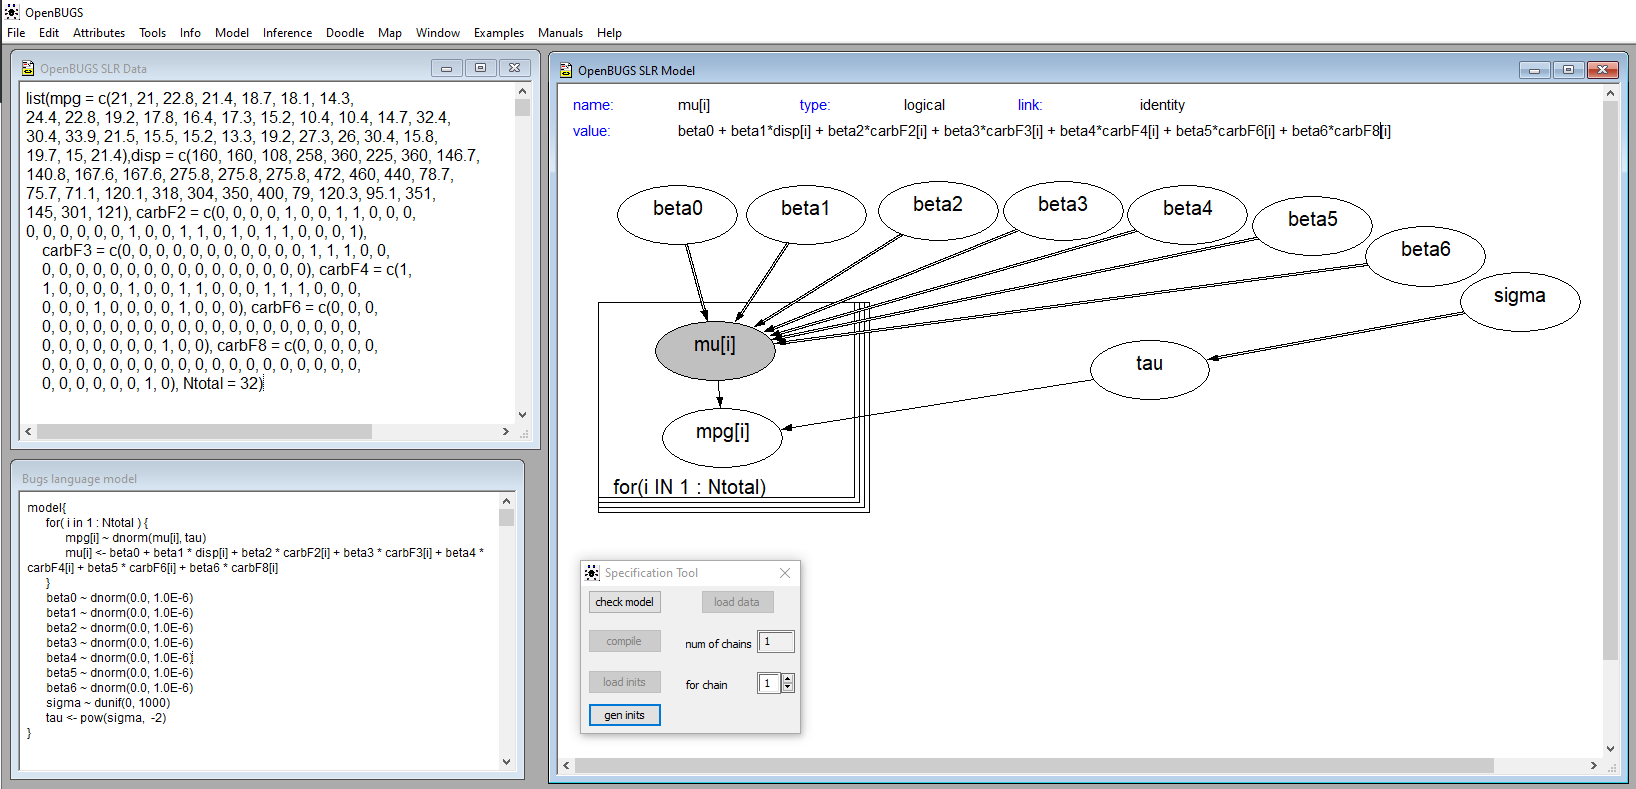 OpenBUGS
File Edit Attributes Tools Info Model Inference Doodle Map Window Examples Manuals Help
OpenBUGS SLR Data
list(mpg = c(21, 21, 22.8, 21.4, 18.7, 18.1, 14.3,
24.4, 22.8, 19.2, 17.8, 16.4, 17.3, 15.2, 10.4, 10.4, 14.7, 32.4,
30.4, 33.9, 21.5, 15.5, 15.2, 13.3, 19.2, 27.3, 26, 30.4, 15.8,
19.7, 15, 21.4),disp = c(160, 160, 108, 258, 360, 225, 360, 146.7,
140.8, 167.6, 167.6, 275.8, 275.8, 275.8, 472, 460, 440, 78.7,
75.7, 71.1, 120.1, 318, 304, 350, 400, 79, 120.3, 95.1, 351,
145, 301, 121), carbF2 = c(0, 0, 0, 0, 1, 0, 0, 1, 1, 0, 0, 0,
0, 0, 0, 0, 0, 0, 1, 0, 0, 1, 1, 0, 1, 0, 1, 1, 0, 0, 0, 1),
carbF3 = c(0, 0, 0, 0, 0, 0, 0, 0, 0, 0, 0, 1, 1, 1, 0, 0,
0, 0, 0, 0, 0, 0, 0, 0, 0, 0, 0, 0, 0, 0, 0, 0), carbF4 = c(1,
1, 0, 0, 0, 0, 1, 0, 0, 1, 1, 0, 0, 0, 1, 1, 1, 0, 0, 0,
0, 0, 0, 1, 0, 0, 0, 0, 1, 0, 0, 0), carbF6 = c(0, 0, 0,
0, 0, 0, 0, 0, 0, 0, 0, 0, 0, 0, 0, 0, 0, 0, 0, 0, 0, 0,
0, 0, 0, 0, 0, 0, 0, 1, 0, 0), carbF8 = c(0, 0, 0, 0, 0,
0, 0, 0, 0, 0, 0, 0, 0, 0, 0, 0, 0, 0, 0, 0, 0, 0, 0, 0,
0, 0, 0, 0, 0, 0, 1, 0), Ntotal = 32)
Bugs language model
model{
for( i in 1 : Ntotal ) {
mpg[i] ~ dnorm(mu[i], tau)
mu[i] <- beta0 + beta1 * disp[i] + beta2 * carbF2[i] + beta3 * carbF3[i] + beta4 *
carbF4[i] + beta5 * carbF6[i] + beta6 * carbF8[i]
}
beta0 ~ dnorm(0.0, 1.0E-6)
beta1 ~ dnorm(0.0, 1.0E-6)
beta2 ~ dnorm(0.0, 1.0E-6)
beta3 ~ dnorm(0.0, 1.0E-6)
beta4 ~ dnorm(0.0, 1.0E-6)
beta5 ~ dnorm(0.0, 1.0E-6)
beta6 ~ dnorm(0.0, 1.0E-6)
sigma ~ dunif(0, 1000)
tau <- pow(sigma, -2)
}
OpenBUGS SLR Model
name: mu[i] type: logical link: identity
value: beta0 + beta1*disp[i] + beta2*carbF2[i] + beta3*carbF3[i] + beta4*carbF4[i] + beta5*carbF6[i] + beta6*carbF8[i]
beta0 beta1 beta2 beta3 beta4 beta5
beta6
sigma
mu[i]
tau
mpg[i]
for(i IN 1 : Ntotal)
Specification Tool
check model load data
compile num of chains 1
load inits for chain 1
gen inits